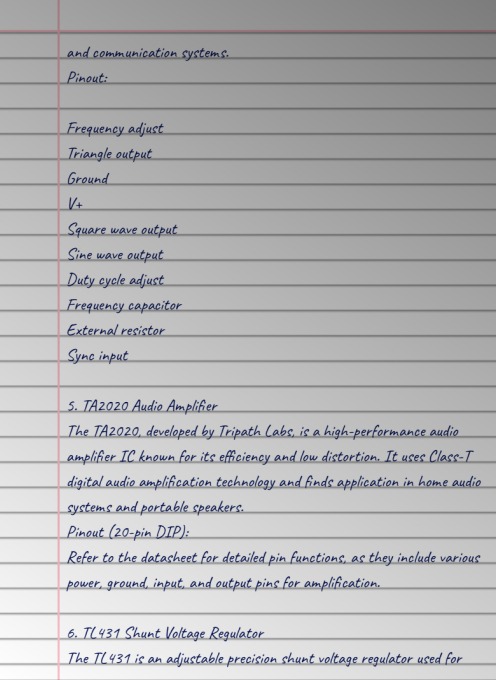 and communication systems.
Pinout:
Frequency adjust
Triangle output
Ground
V+
Square wave output
Sine wave output
Duty cycle adjust
Frequency capacitor
External resistor
Sync input
5. TA2020 Audio Amplifier
The TA2020, developed by Tripath Labs, is a high-performance audio
amplifier IC known for its efficiency and low distortion. It uses Class-T
digital audio amplification technology and finds application in home audio
systems and portable speakers.
Pinout (20-pin DIP):
Refer to the datasheet for detailed pin functions, as they include various
power, ground, input, and output pins for amplification.
6. TL431 Shunt Voltage Regulator
The TL431 is an adjustable precision shunt voltage regulator used for